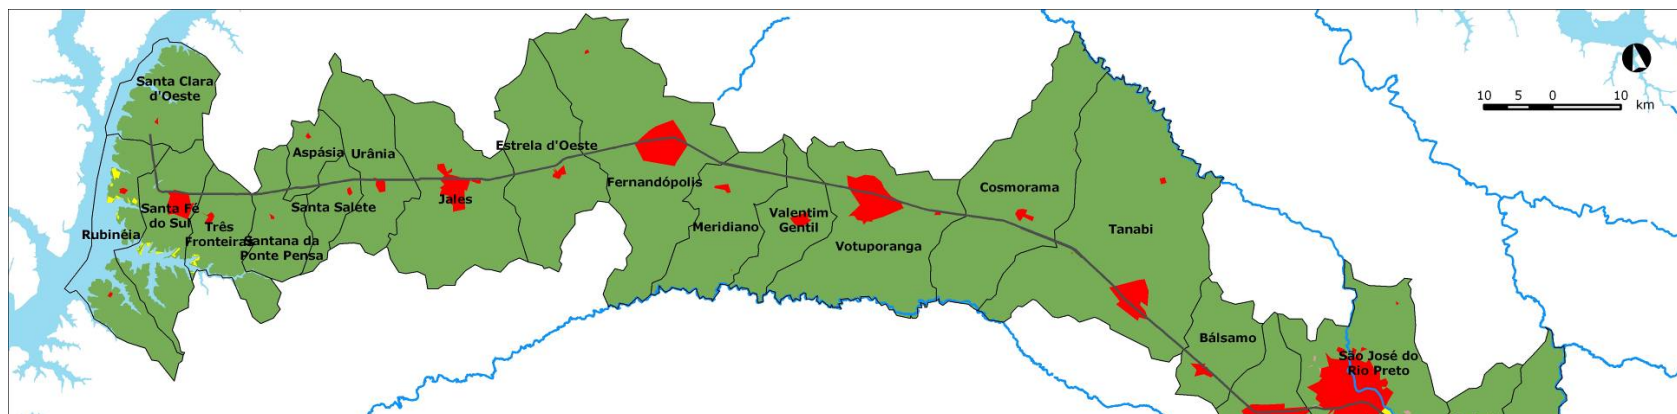 Santa Clara
d'Oeste
10 5 0 10
km
Aspásia
Urânia
Estrela d'Oeste
Fernandópolis
Cosmorama
Santa Salete
Jales
Santa Fé
do Sul
Três
Fronteiras
Rubinéia
Santana da
Ponte Pensa
Meridiano
Valentim
Gentil
Votuporanga
Tanabi
Bálsamo
São José do
Rio Preto